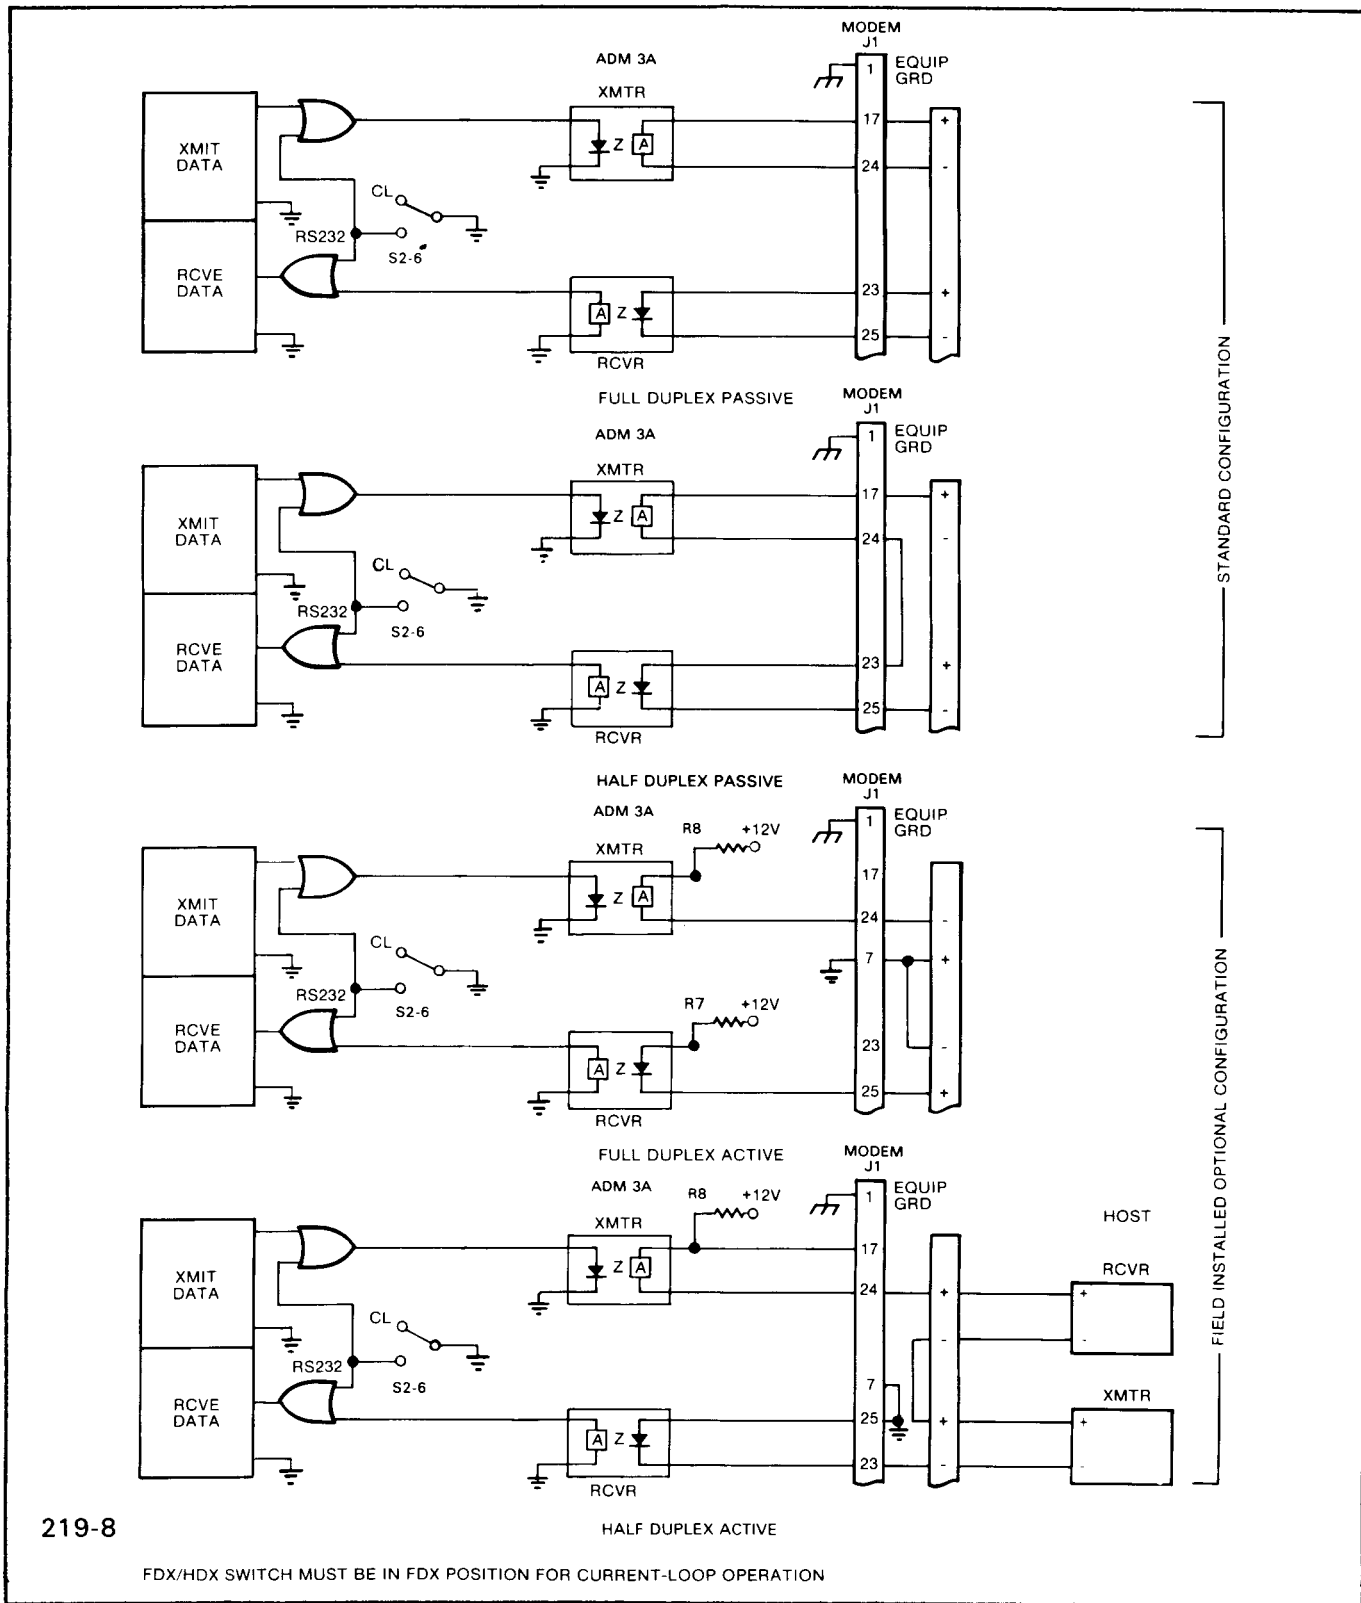 MODEM
J1
ADM 3A
1
EQUIP
GRD
XMTR
XMIT
DATA
Z
A
17
+
24
-
CL
RS232
S2-6
RCVE
DATA
A
Z
23
+
25
-
RCVR
FULL DUPLEX PASSIVE
MODEM
J1
ADM 3A
1
EQUIP
GRD
XMTR
XMIT
DATA
Z
A
17
+
24
-
CL
RS232
S2-6
RCVE
DATA
A
Z
23
+
25
-
RCVR
STANDARD CONFIGURATION
HALF DUPLEX PASSIVE
MODEM
J1
ADM 3A
1
EQUIP
GRD
R8
+12V
XMTR
XMIT
DATA
Z
A
17
24
-
CL
7
+
RS232
S2-6
R7
+12V
RCVE
DATA
A
Z
23
-
25
+
RCVR
FULL DUPLEX ACTIVE
MODEM
J1
ADM 3A
R8
+12V
1
EQUIP
GRD
HOST
XMTR
XMIT
DATA
Z
A
17
24
+
-
RCVR
+
-
CL
RS232
S2-6
7
RCVE
DATA
A
Z
25
+
23
-
XMTR
+
-
RCVR
FIELD INSTALLED OPTIONAL CONFIGURATION
219-8
HALF DUPLEX ACTIVE
FDX/HDX SWITCH MUST BE IN FDX POSITION FOR CURRENT-LOOP OPERATION